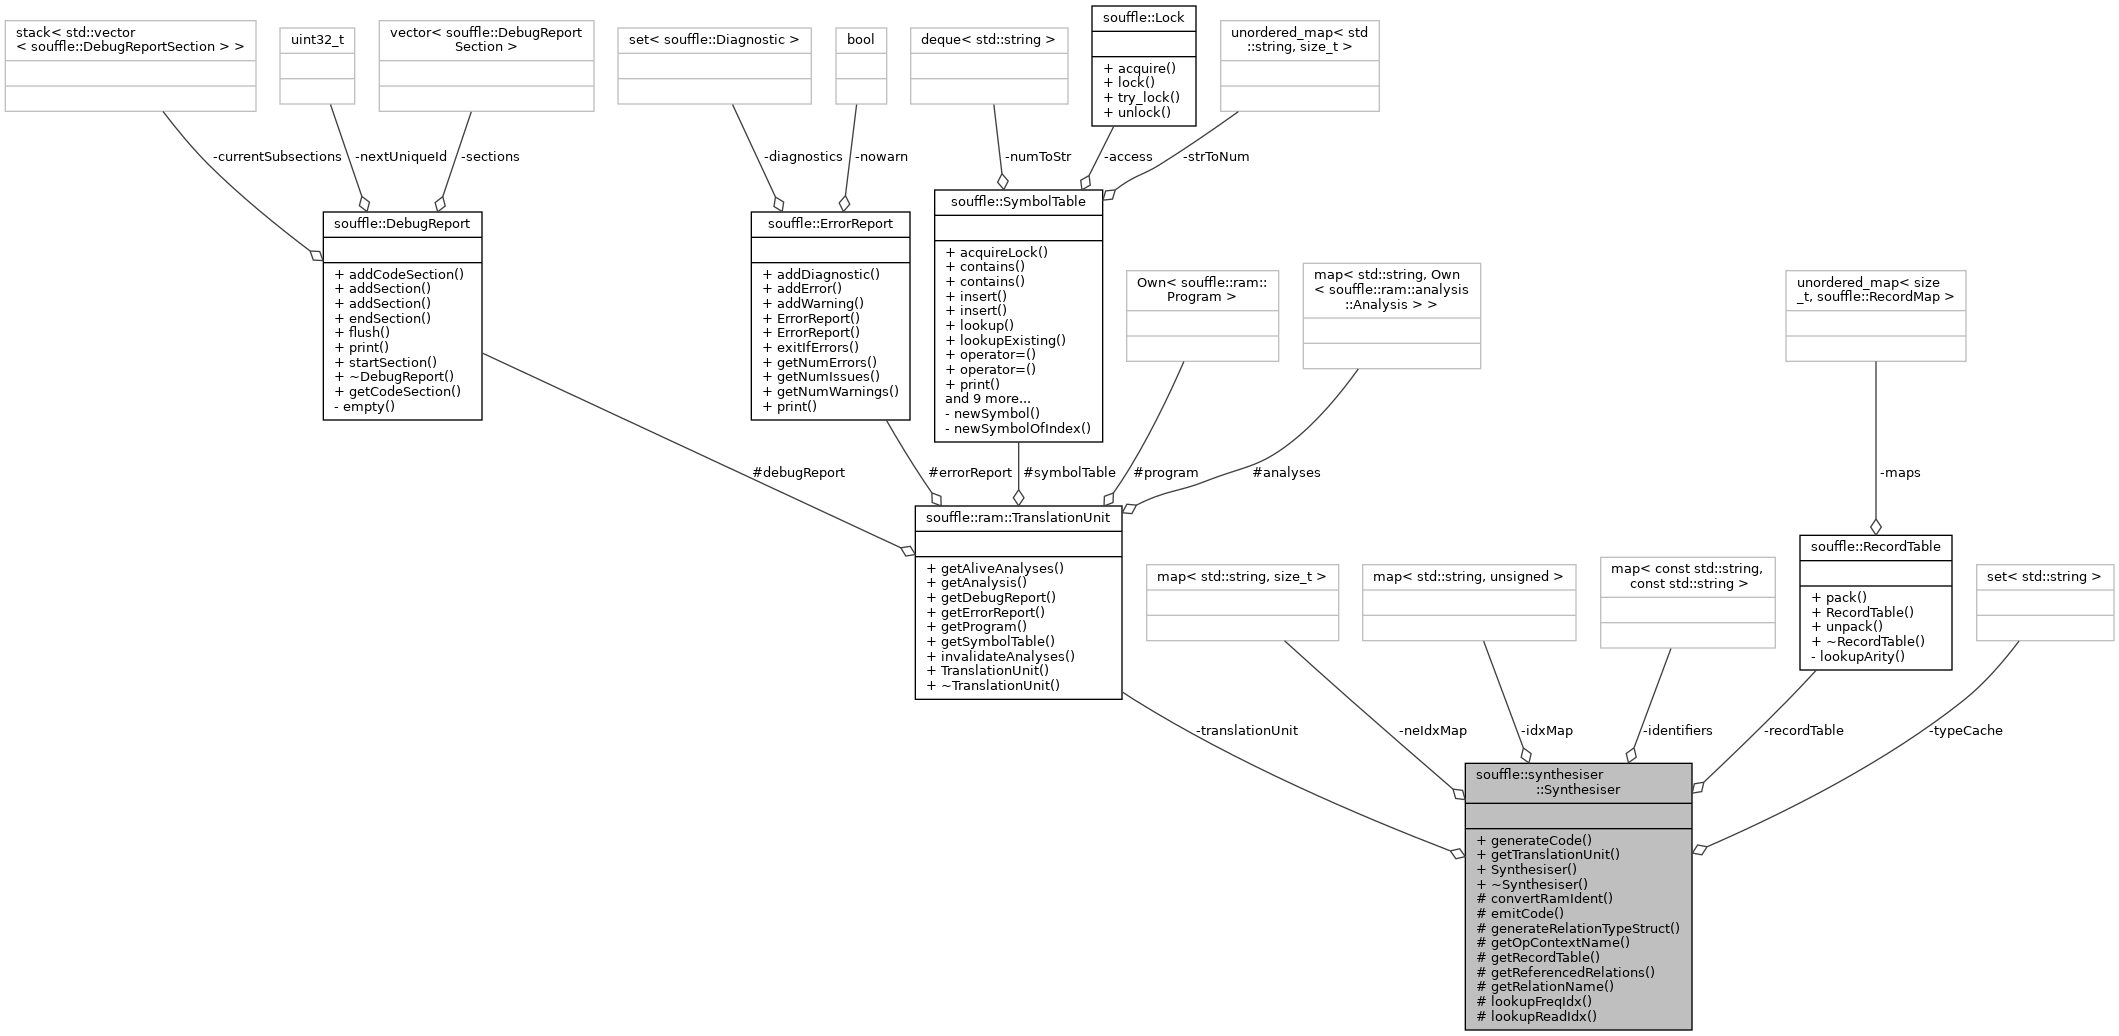 stack< std::vector
< souffle::DebugReportSection > >
uint32_t
vector< souffle::DebugReport
Section >
set< souffle::Diagnostic >
bool
deque< std::string >
souffle::Lock
+ acquire()
+ lock()
+ try_lock()
+ unlock()
unordered_map< std
::string, size_t >
-currentSubsections
-nextUniqueId
-sections
-diagnostics
-nowarn
-numToStr
-access
-strToNum
souffle::DebugReport
+ addCodeSection()
+ addSection()
+ addSection()
+ endSection()
+ flush()
+ print()
+ startSection()
+ ~DebugReport()
+ getCodeSection()
- empty()
souffle::ErrorReport
+ addDiagnostic()
+ addError()
+ addWarning()
+ ErrorReport()
+ ErrorReport()
+ exitIfErrors()
+ getNumErrors()
+ getNumIssues()
+ getNumWarnings()
+ print()
souffle::SymbolTable
+ acquireLock()
+ contains()
+ contains()
+ insert()
+ insert()
+ lookup()
+ lookupExisting()
+ operator=()
+ operator=()
+ print()
and 9 more...
- newSymbol()
- newSymbolOfIndex()
Own< souffle::ram::
Program >
map< std::string, Own
< souffle::ram::analysis
::Analysis > >
unordered_map< size
_t, souffle::RecordMap >
#debugReport
#errorReport
#symbolTable
#program
#analyses
-maps
souffle::ram::TranslationUnit
+ getAliveAnalyses()
+ getAnalysis()
+ getDebugReport()
+ getErrorReport()
+ getProgram()
+ getSymbolTable()
+ invalidateAnalyses()
+ TranslationUnit()
+ ~TranslationUnit()
map< std::string, size_t >
map< std::string, unsigned >
map< const std::string,
const std::string >
souffle::RecordTable
+ pack()
+ RecordTable()
+ unpack()
+ ~RecordTable()
- lookupArity()
set< std::string >
-translationUnit
-neIdxMap
-idxMap
-identifiers
-recordTable
-typeCache
souffle::synthesiser
::Synthesiser
+ generateCode()
+ getTranslationUnit()
+ Synthesiser()
+ ~Synthesiser()
# convertRamIdent()
# emitCode()
# generateRelationTypeStruct()
# getOpContextName()
# getRecordTable()
# getReferencedRelations()
# getRelationName()
# lookupFreqIdx()
# lookupReadIdx()